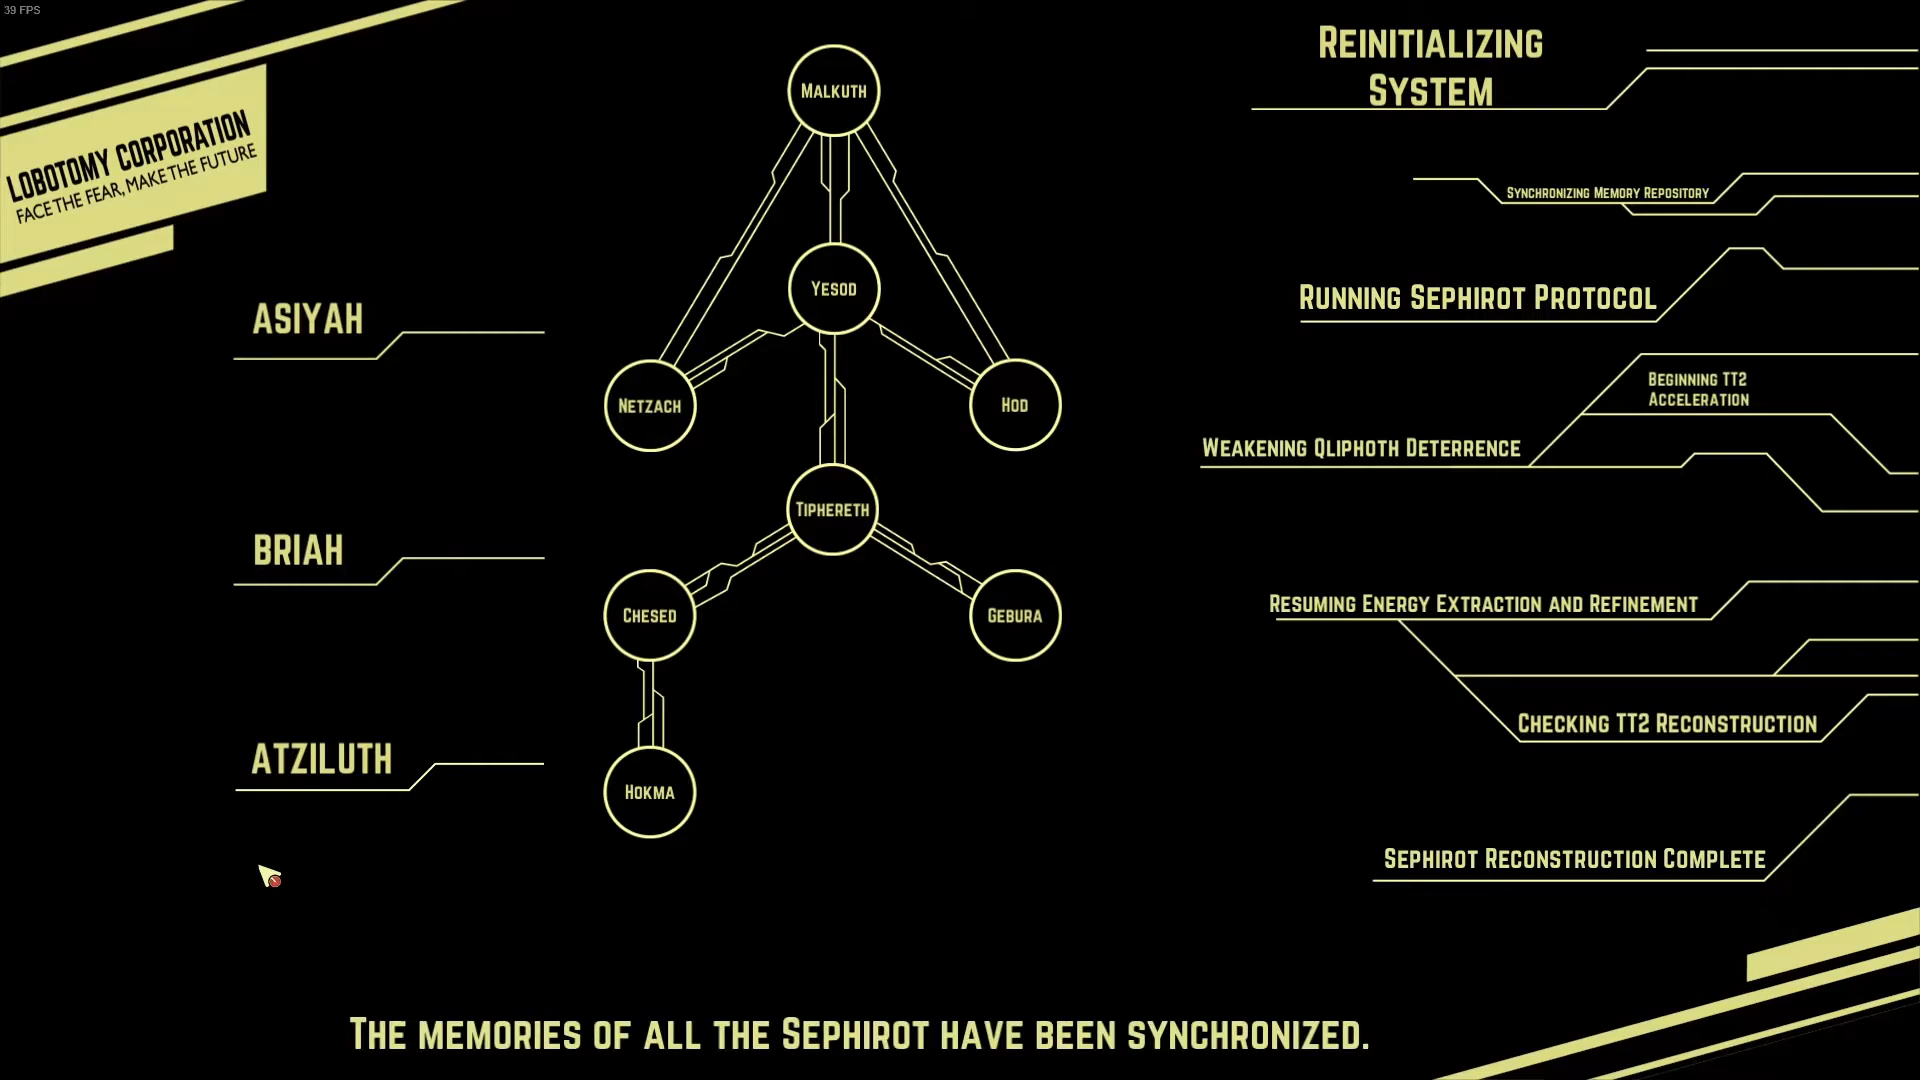 39 FPS
LOBOTOMY CORPORATION
FACE THE FEAR, MAKE THE FUTURE
ASIYAH
BRIAH
ATZILUTH
MALKUTH
YESOD
NETZACH
HOD
TIPHERETH
CHESED
GEBURA
HOKMA
REINITIALIZING
SYSTEM
SYNCHRONIZING MEMORY REPOSITORY
RUNNING SEPHIROT PROTOCOL
BEGINNING TT2
ACCELERATION
WEAKENING QLIPHOTH DETERRENCE
RESUMING ENERGY EXTRACTION AND REFINEMENT
CHECKING TT2 RECONSTRUCTION
SEPHIROT RECONSTRUCTION COMPLETE
THE MEMORIES OF ALL THE SEPHIROT HAVE BEEN SYNCHRONIZED.